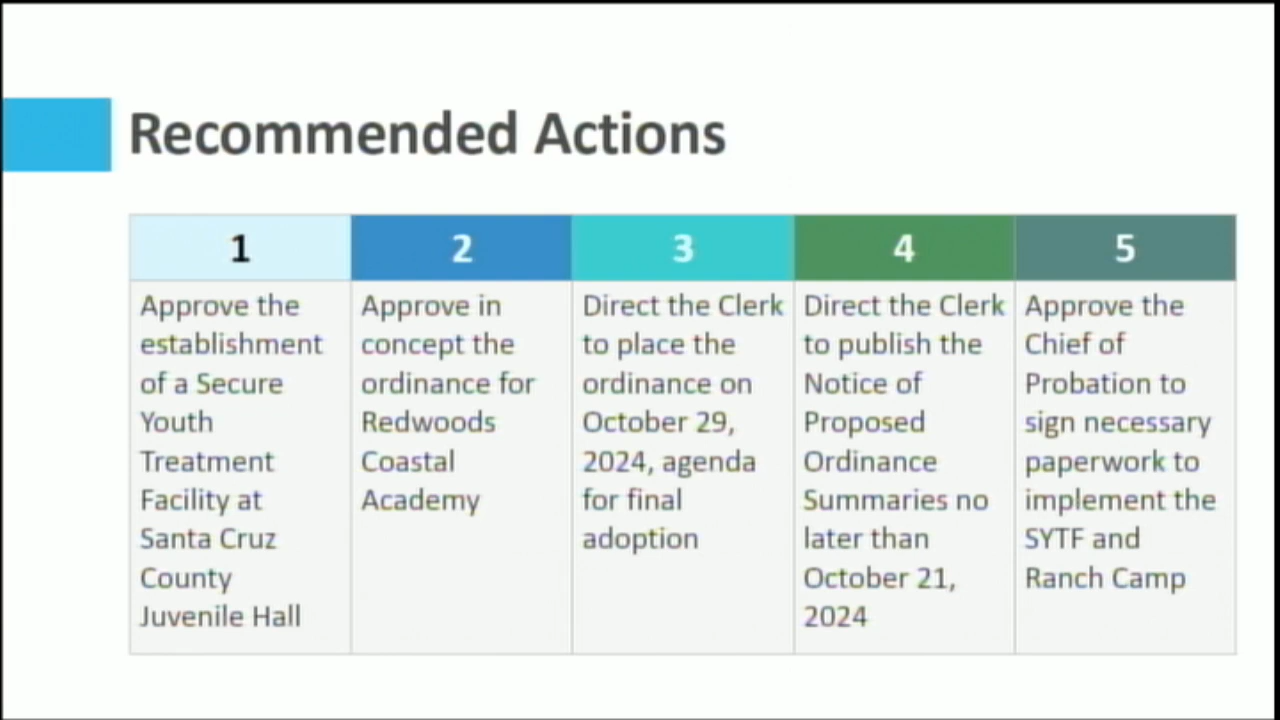 Recommended Actions
1
Approve the
establishment
of a Secure
Youth
Treatment
Facility at
Santa Cruz
County
Juvenile Hall
2
Approve in
concept the
ordinance for
Redwoods
Coastal
Academy
3
Direct the Clerk
to place the
ordinance on
October 29,
2024, agenda
for final
adoption
4
Direct the Clerk
to publish the
Notice of
Proposed
Ordinance
Summaries no
later than
October 21,
2024
5
Approve the
Chief of
Probation to
sign necessary
paperwork to
implement the
SYTF and
Ranch Camp